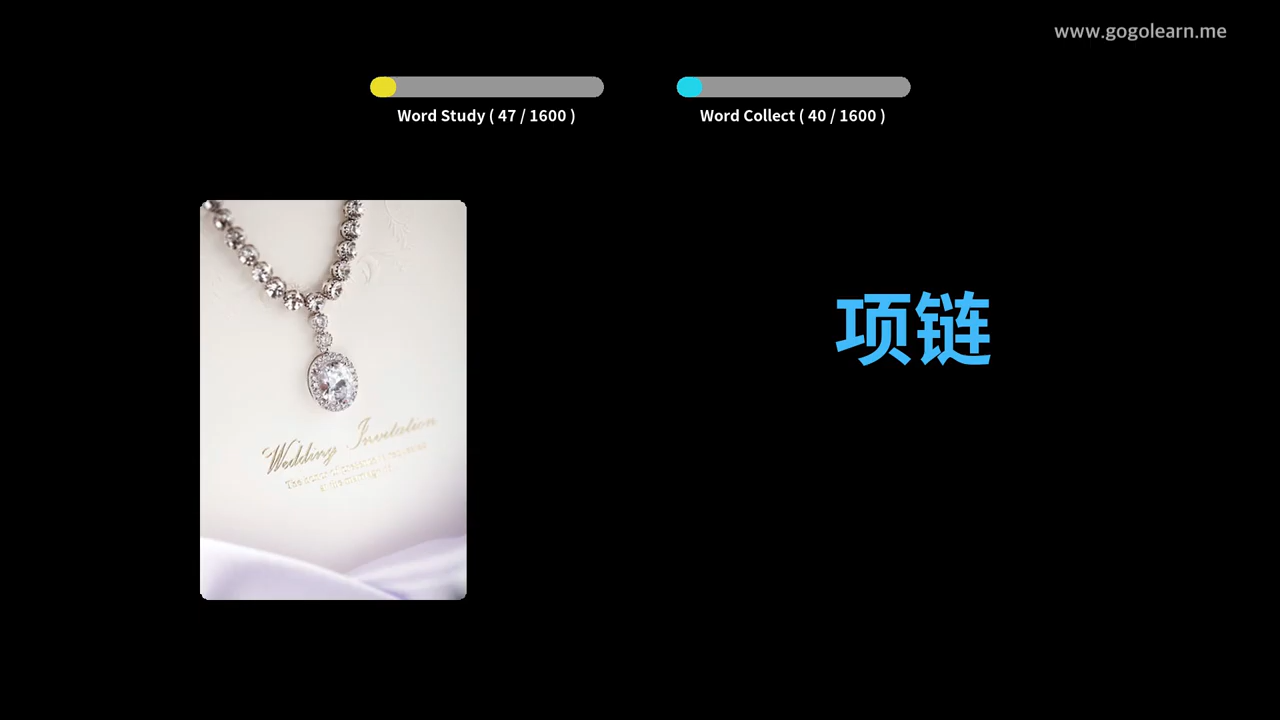 www.gogolearn.me
Word Study ( 47 / 1600 )
Word Collect ( 40 / 1600 )
项链
Wedding Invitation